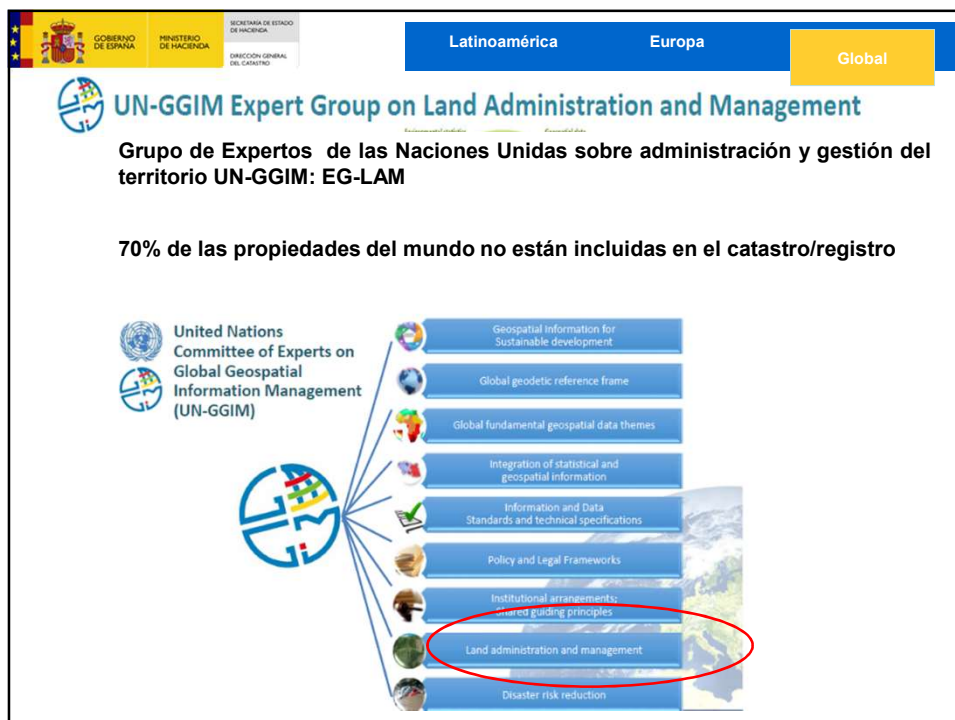 GOBIERNO
DE ESPAÑA
MINISTERIO
DE HACIENDA
SECRETARÍA DE ESTADO
DE HACIENDA
DIRECCIÓN GENERAL
DEL CATASTRO
Latinoamérica
Europa
Global
UN-GGIM Expert Group on Land Administration and Management
Grupo de Expertos de las Naciones Unidas sobre administración y gestión del
territorio UN-GGIM: EG-LAM
70% de las propiedades del mundo no están incluidas en el catastro/registro
United Nations
Committee of Experts on
Global Geospatial
Information Management
(UN-GGIM)
Geospatial Information for
Sustainable development
Global geodetic reference frame
Global fundamental geospatial data themes
Integration of statistical and
geospatial information
Information and Data
Standards and technical specifications
Policy and Legal Frameworks
Institutional arrangements;
Shared guiding principles
Land administration and management
Disaster risk reduction